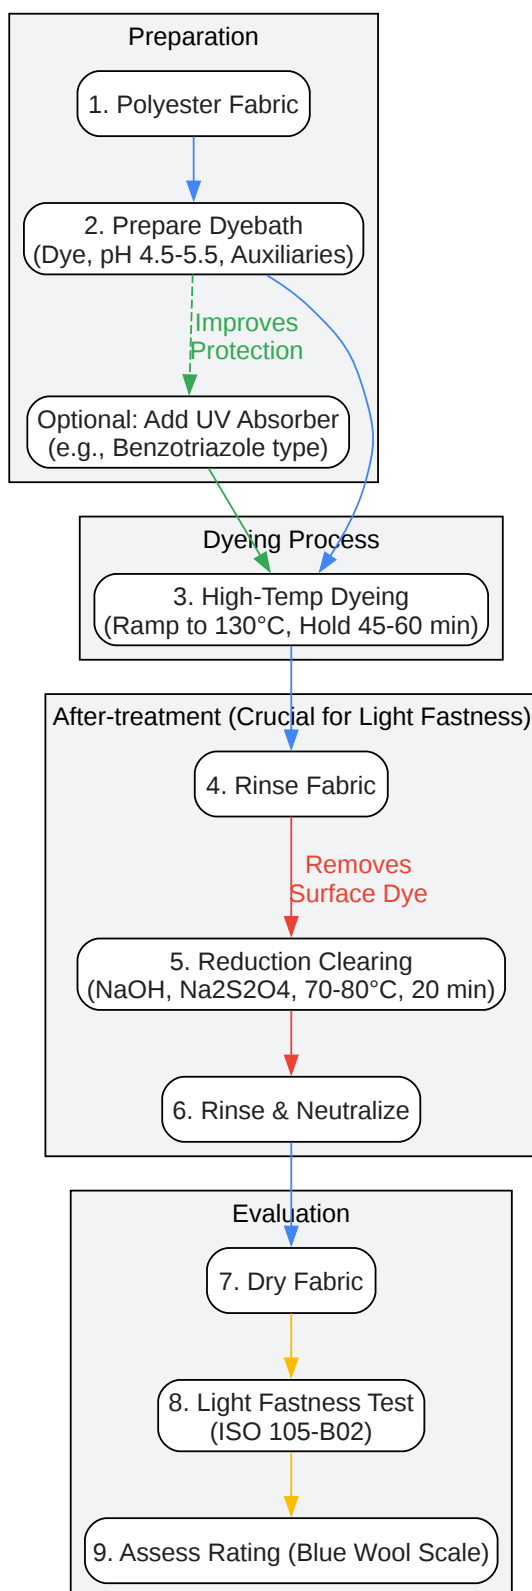 Preparation
1. Polyester Fabric
2. Prepare Dyebath
(Dye, pH 4.5-5.5, Auxiliaries)
Improves
Protection
Optional: Add UV Absorber
(e.g., Benzotriazole type)
Dyeing Process
3. High-Temp Dyeing
(Ramp to 130°C, Hold 45-60 min)
After-treatment (Crucial for Light Fastness)
4. Rinse Fabric
Removes
Surface Dye
5. Reduction Clearing
(NaOH, Na2S2O4, 70-80°C, 20 min)
6. Rinse & Neutralize
Evaluation
7. Dry Fabric
8. Light Fastness Test
(ISO 105-B02)
9. Assess Rating (Blue Wool Scale)